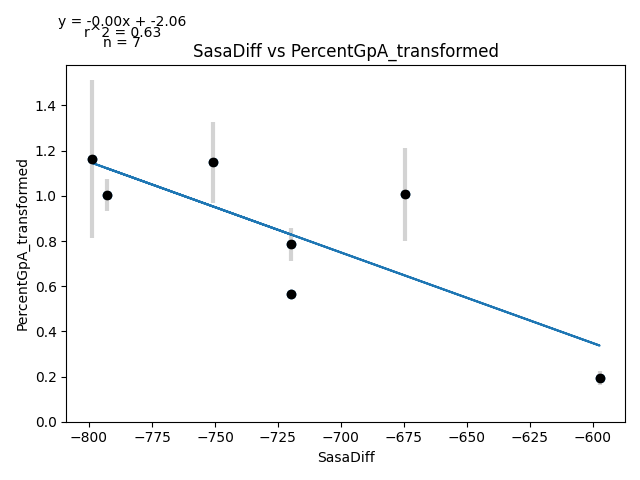 y = -0.00x + -2.06
r^2 = 0.63
n = 7
SasaDiff vs PercentGpA_transformed
PercentGpA_transformed
1.4
1.2
1.0
0.8
0.6
0.4
0.2
0.0
−800 −775 −750 −725 −700 −675 −650 −625 −600
SasaDiff